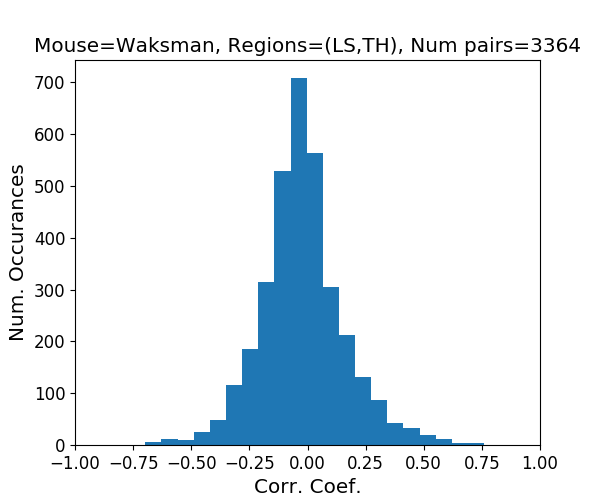 Mouse=Waksman, Regions=(LS,TH), Num pairs=3364
700
600
500
400
300
200
100
0
Num. Occurances
−1.00 −0.75 −0.50 −0.25 0.00 0.25 0.50 0.75 1.00
Corr. Coef.